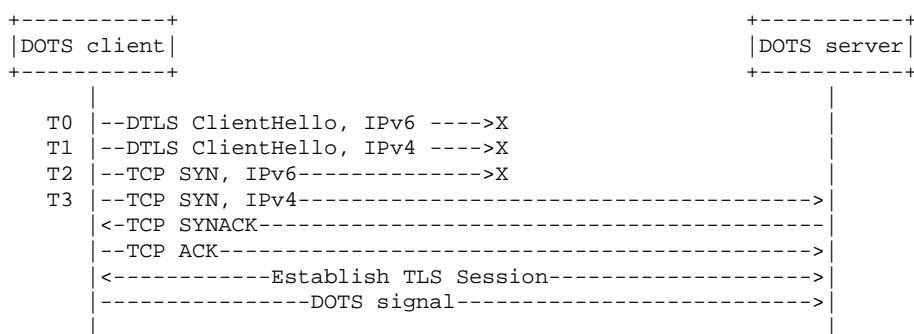 +-----------+                                     +-----------+
|DOTS client|                                     |DOTS server|
+-----------+                                     +-----------+
      |                                                 |
   T0 |--DTLS ClientHello, IPv6 ---->X                  |
   T1 |--DTLS ClientHello, IPv4 ---->X                  |
   T2 |--TCP SYN, IPv6-------------->X                  |
   T3 |--TCP SYN, IPv4--------------------------------------->|
      |<-TCP SYNACK-------------------------------------------|
      |--TCP ACK--------------------------------------------->|
      |<------------Establish TLS Session-------------------->|
      |----------------DOTS signal--------------------------->|
      |                                                 |